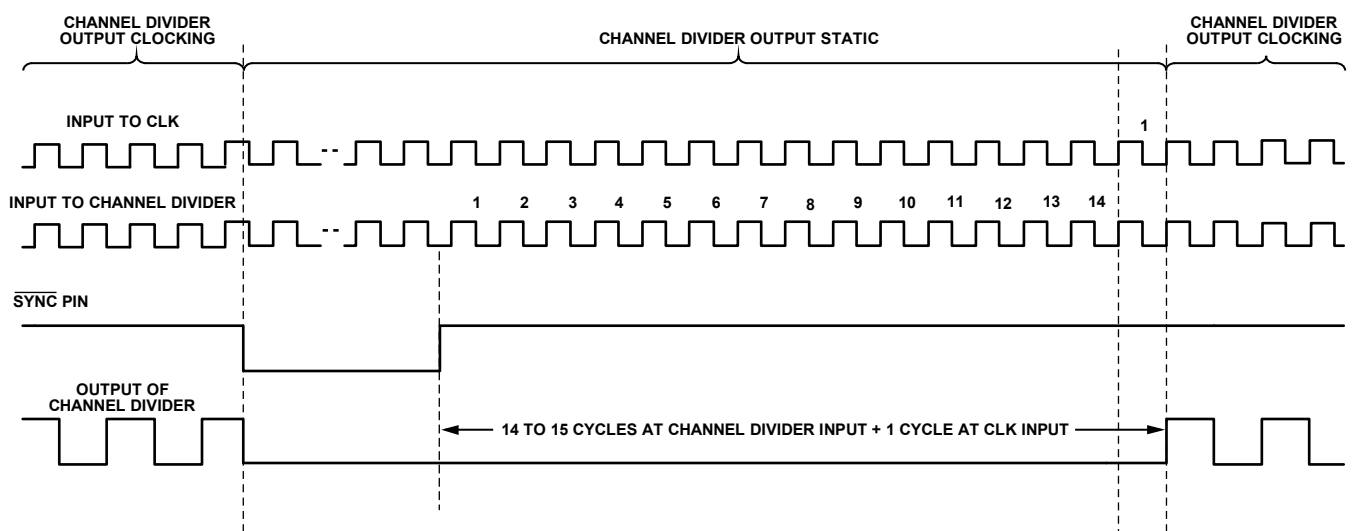 CHANNEL DIVIDER
OUTPUT CLOCKING
CHANNEL DIVIDER OUTPUT STATIC
CHANNEL DIVIDER
OUTPUT CLOCKING
INPUT TO CLK
1
INPUT TO CHANNEL DIVIDER
1 2 3 4 5 6 7 8 9 10 11 12 13 14
SYNC PIN
OUTPUT OF
CHANNEL DIVIDER
14 TO 15 CYCLES AT CHANNEL DIVIDER INPUT + 1 CYCLE AT CLK INPUT